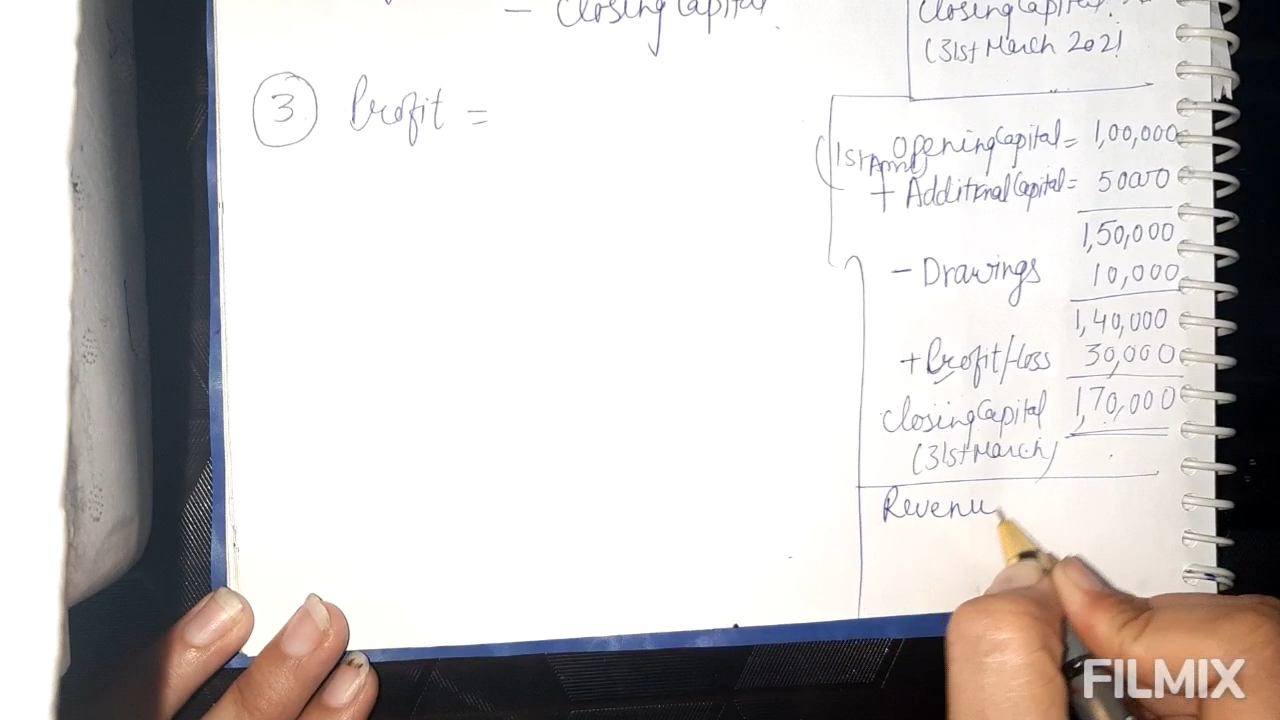 - Closing Capital
Closing Capital
(31st March 2021
3 Profit =
1st April Opening Capital = 1,00,000
+ Additional Capital = 50000
1,50,000
- Drawings 10,000
1,40,000
+ Profit/-Loss 30,000
Closing Capital 1,70,000
(31st March)
Revenu
FILMIX